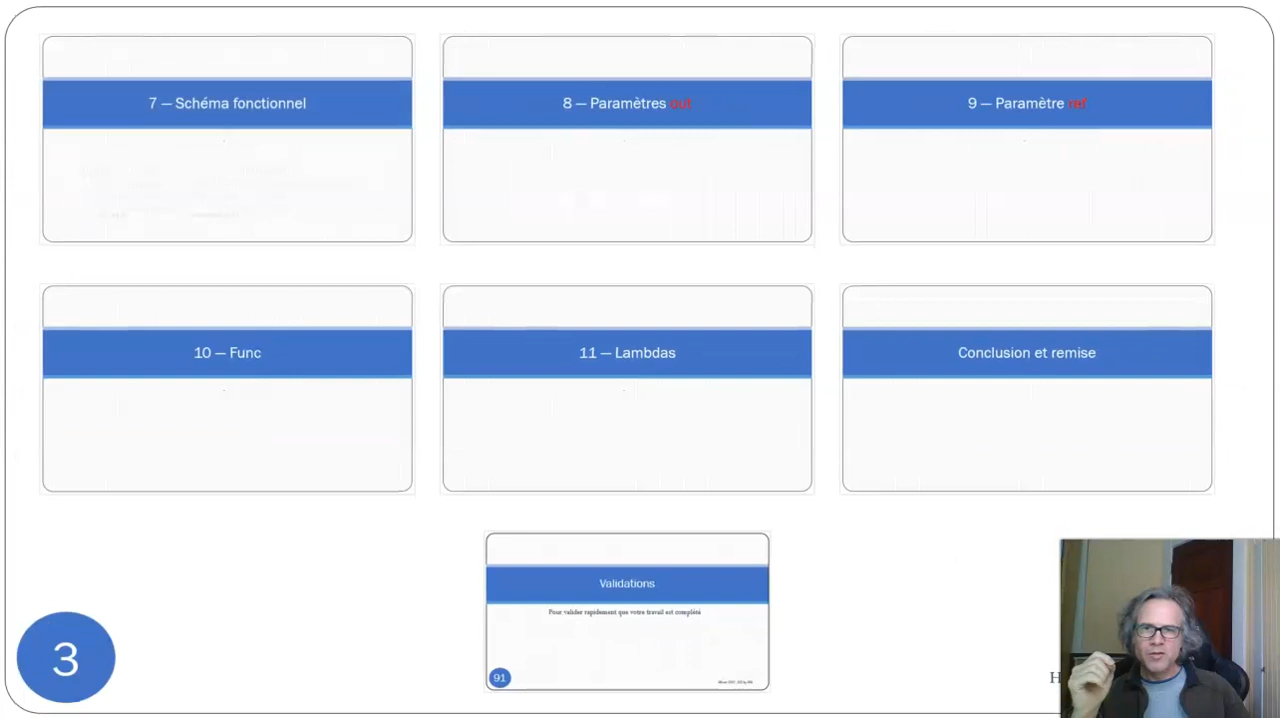 7 — Schéma fonctionnel
8 — Paramètres out
9 — Paramètre ref
10 — Func
11 — Lambdas
Conclusion et remise
Validations
Pour valider rapidement que votre travail est complété
91
3
H